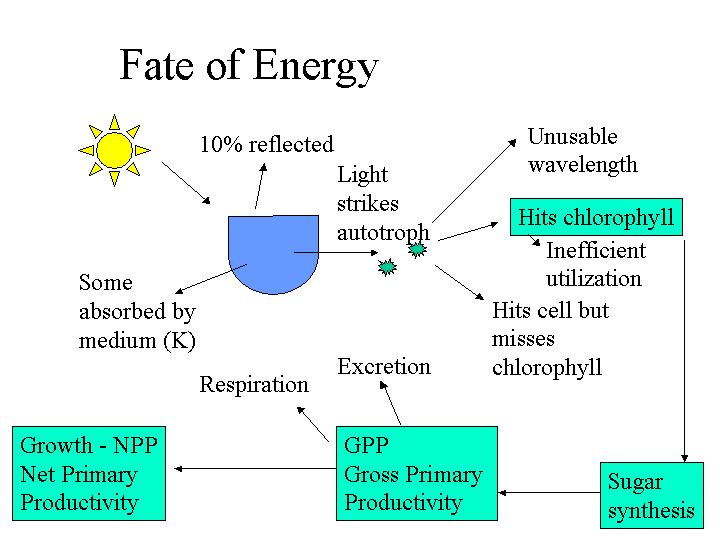 Fate of Energy
10% reflected
Light
strikes
autotroph
Unusable
wavelength
Hits chlorophyll
Inefficient
utilization
Hits cell but
misses
chlorophyll
Some
absorbed by
medium (K)
Respiration
Excretion
Growth - NPP
Net Primary
Productivity
GPP
Gross Primary
Productivity
Sugar
synthesis